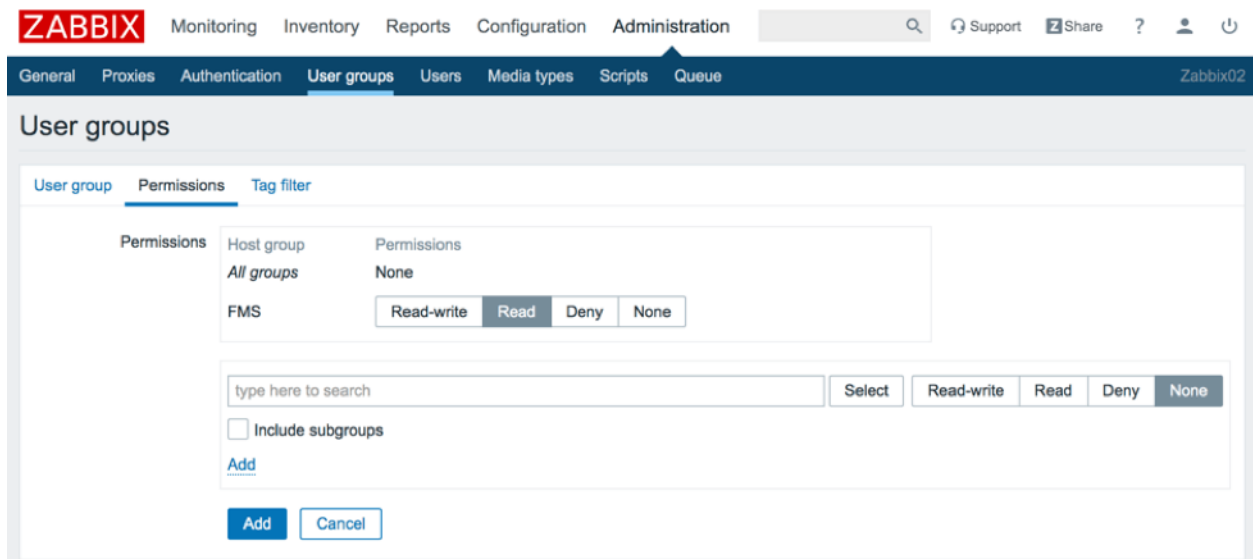 ZABBIX Monitoring Inventory Reports Configuration Administration Support Z Share ?
General Proxies Authentication User groups Users Media types Scripts Queue Zabbix02
User groups
User group Permissions Tag filter
Permissions Host group Permissions
All groups None
FMS Read-write Read Deny None
type here to search Select Read-write Read Deny None
Include subgroups
Add
Add Cancel